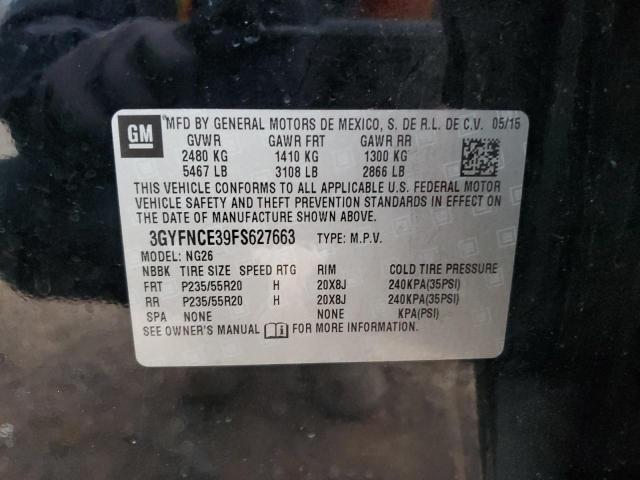 GM MFD BY GENERAL MOTORS DE MEXICO, S. DE R.L. DE C.V. 05/15
GVWR GAWR FRT GAWR RR
2480 KG 1410 KG 1300 KG
5467 LB 3108 LB 2866 LB
THIS VEHICLE CONFORMS TO ALL APPLICABLE U.S. FEDERAL MOTOR
VEHICLE SAFETY AND THEFT PREVENTION STANDARDS IN EFFECT ON
THE DATE OF MANUFACTURE SHOWN ABOVE.
3GYFNCE39FS627663 TYPE: M.P.V.
MODEL: NG26
NBBK TIRE SIZE SPEED RTG RIM COLD TIRE PRESSURE
FRT P235/55R20 H 20X8J 240KPA(35PSI)
RR P235/55R20 H 20X8J 240KPA(35PSI)
SPA NONE NONE KPA(PSI)
SEE OWNER'S MANUAL FOR MORE INFORMATION.